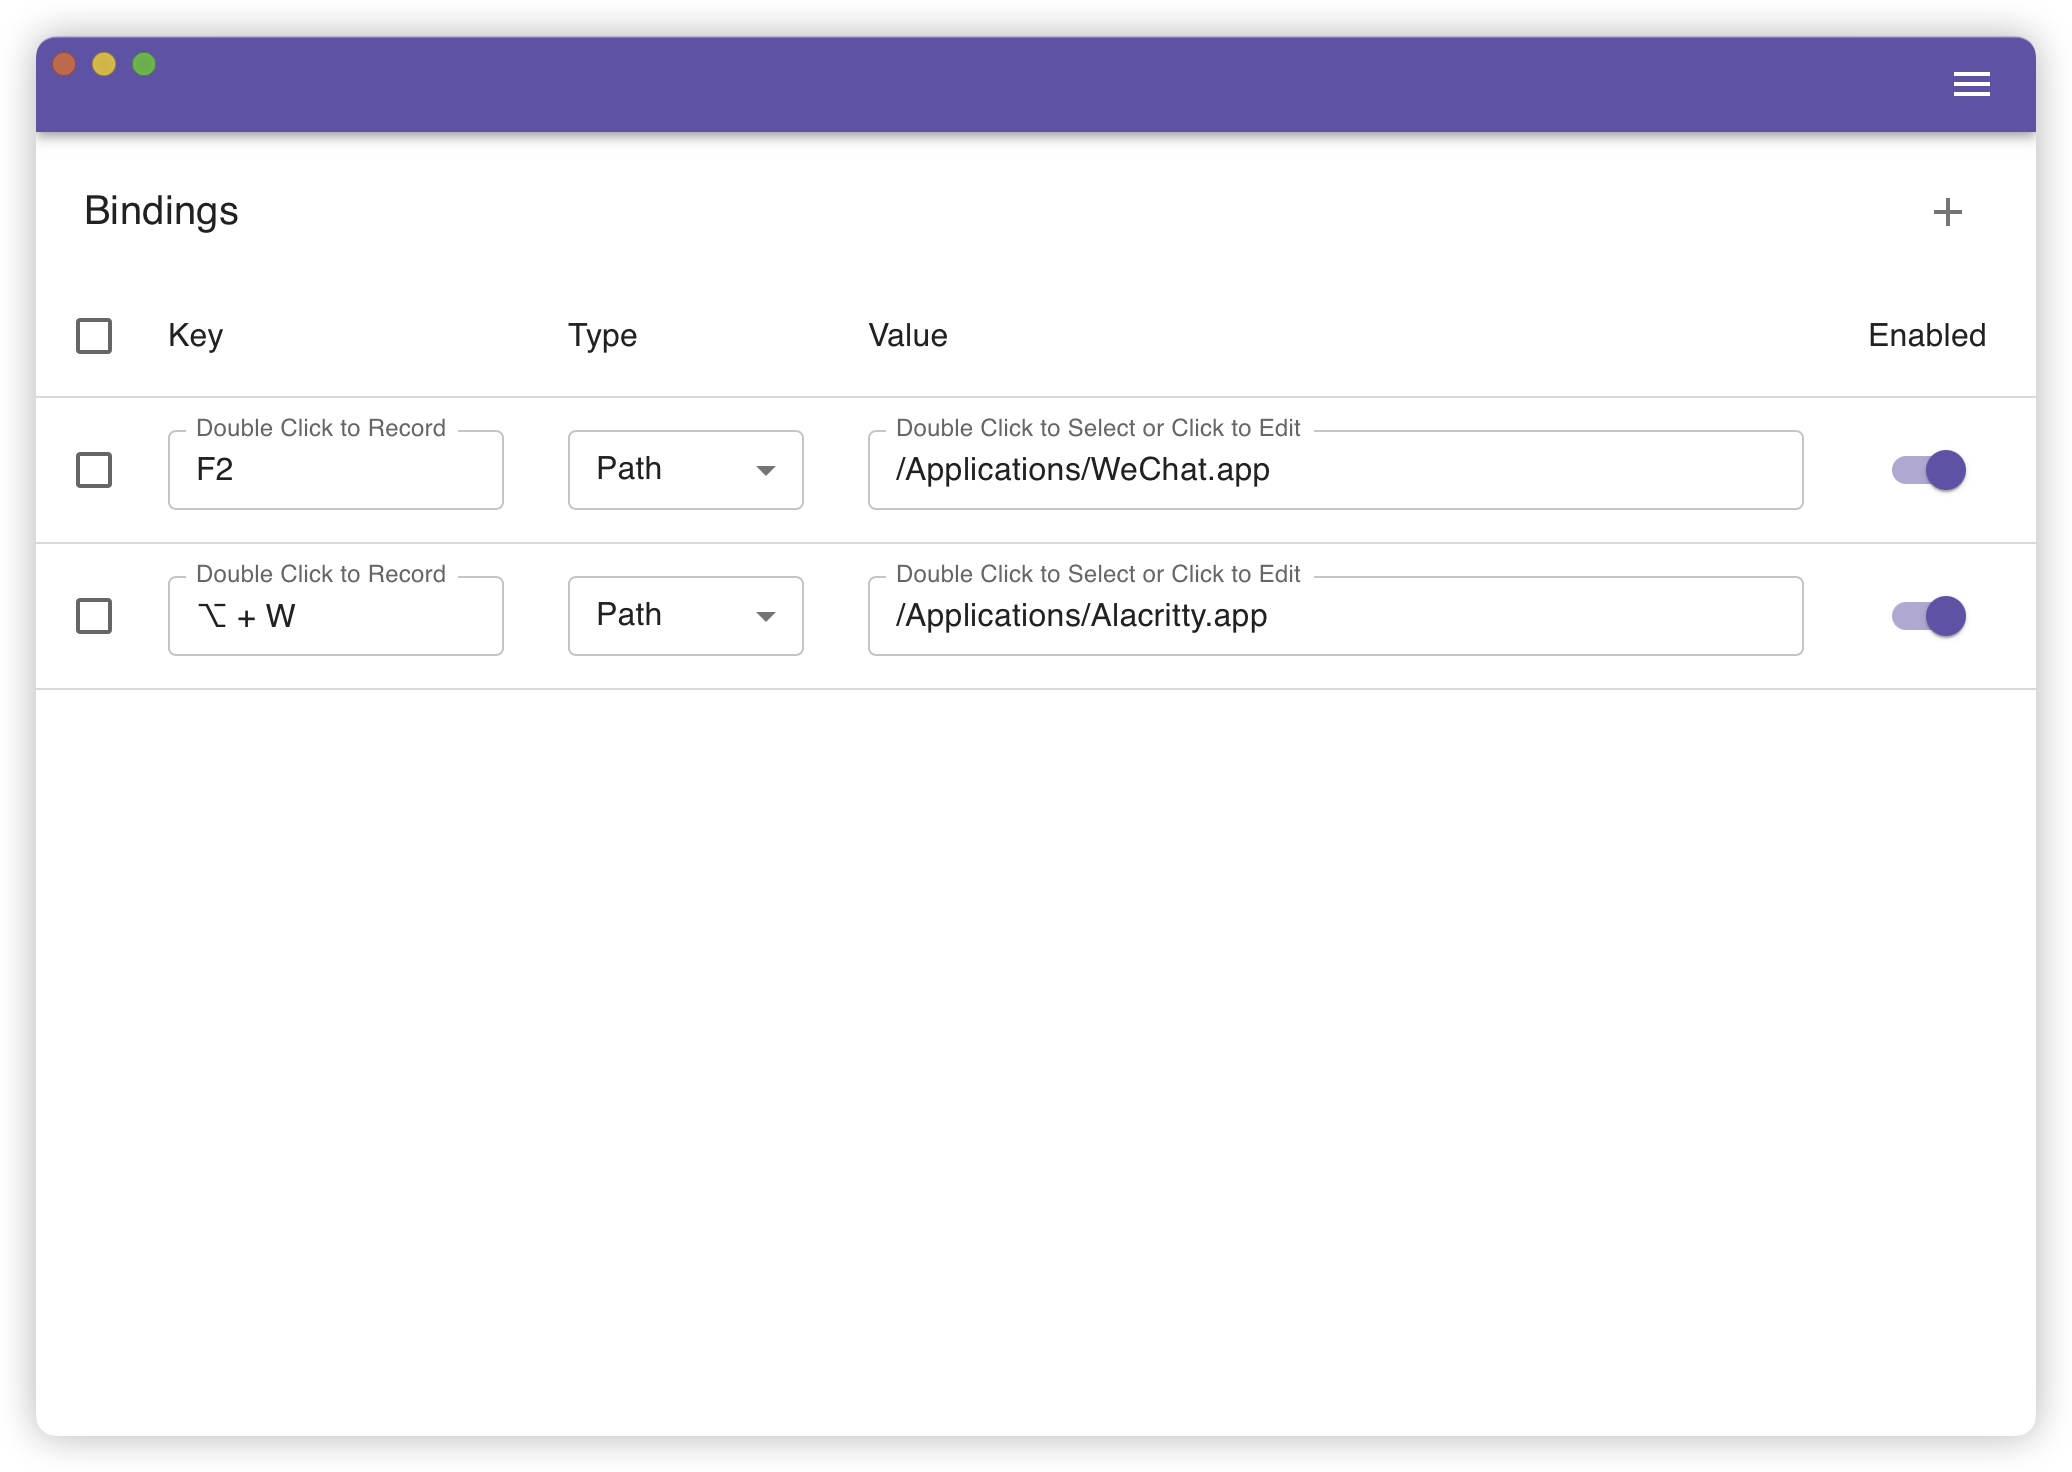 Bindings
Key Type Value Enabled
Double Click to Record Double Click to Select or Click to Edit
F2 Path /Applications/WeChat.app
Double Click to Record Double Click to Select or Click to Edit
⌥ + W Path /Applications/Alacritty.app